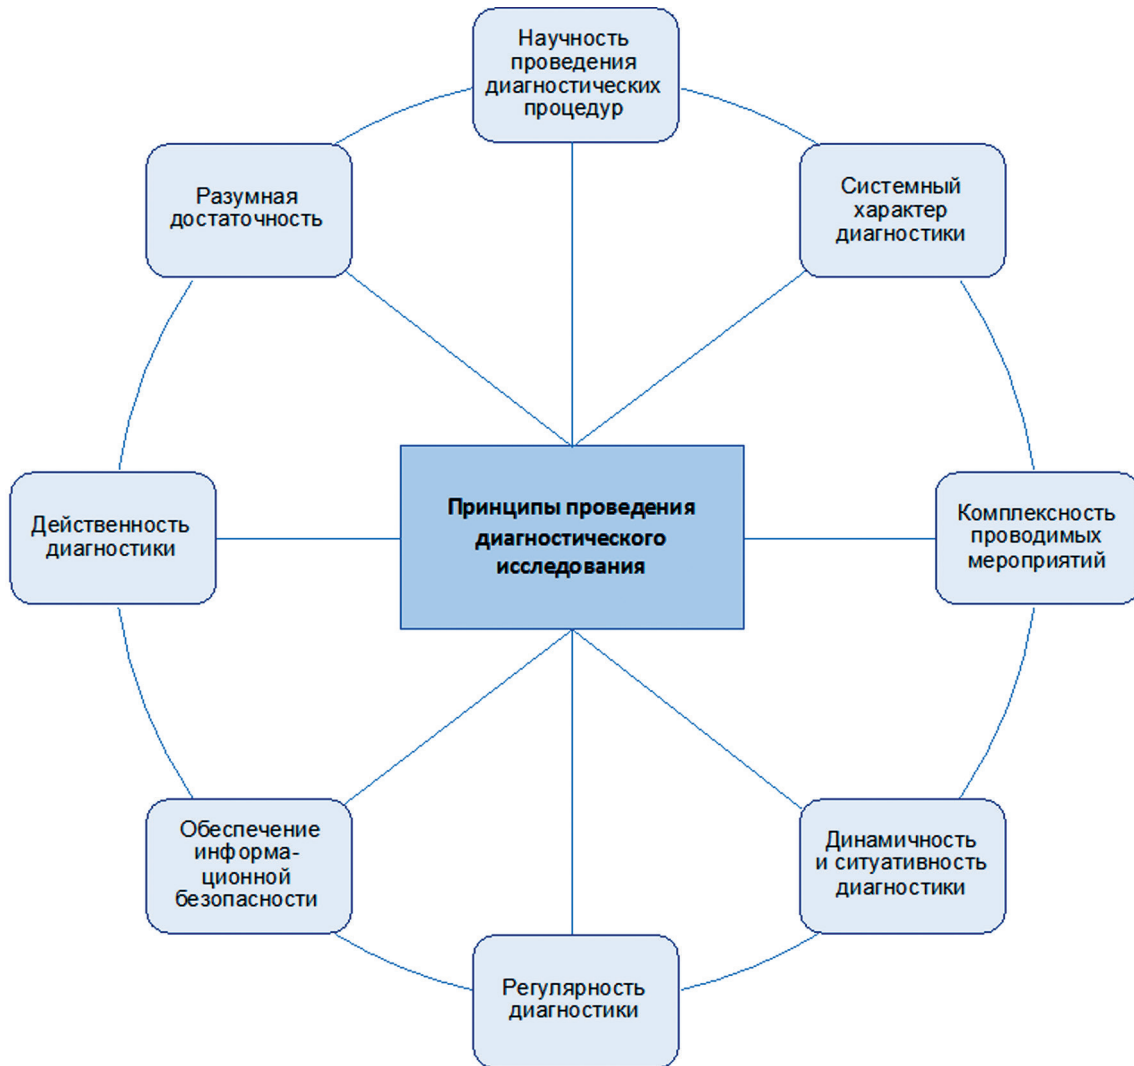 Научность
проведения
диагностических
процедур
Разумная
достаточность
Системный
характер
диагностики
Действенность
диагностики
Принципы проведения
диагностического
исследования
Комплексность
проводимых
мероприятий
Обеспечение
информа-
ционной
безопасности
Динамичность
и ситуативность
диагностики
Регулярность
диагностики